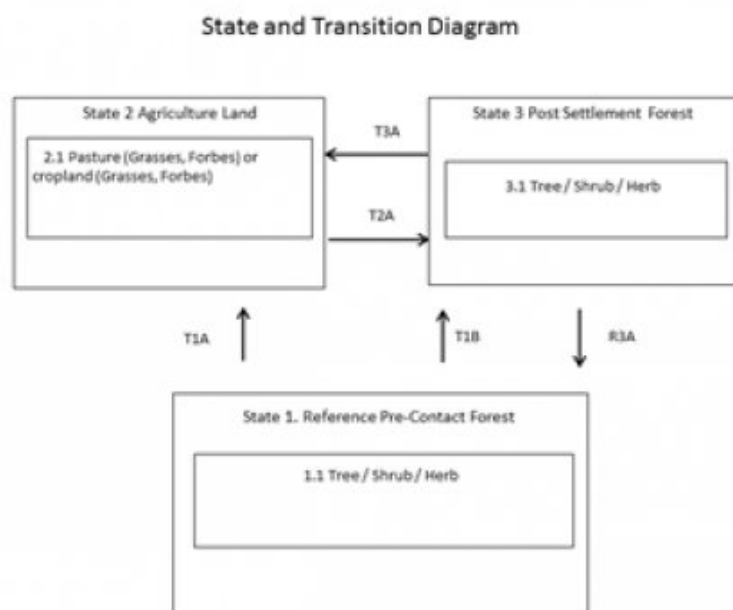 State and Transition Diagram
State 2 Agriculture Land
2.1 Pasture (Grasses, Forbes) or
cropland (Grasses, Forbes)
T3A
T2A
State 3 Post Settlement Forest
3.1 Tree / Shrub / Herb
T1A
T1B
R3A
State 1. Reference Pre-Contact Forest
1.1 Tree / Shrub / Herb